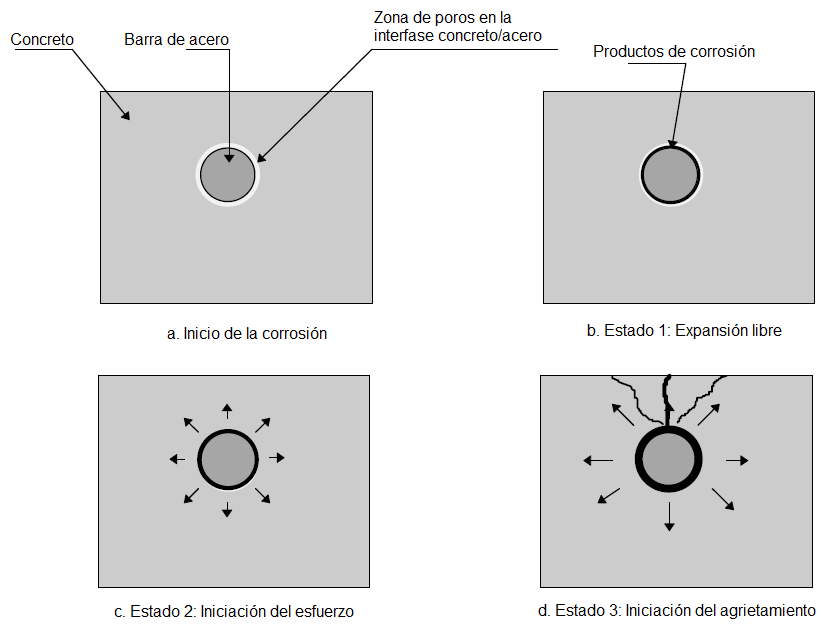 Concreto
Barra de acero
Zona de poros en la
interfase concreto/acero
Productos de corrosión
a. Inicio de la corrosión
b. Estado 1: Expansión libre
c. Estado 2: Iniciación del esfuerzo
d. Estado 3: Iniciación del agrietamiento